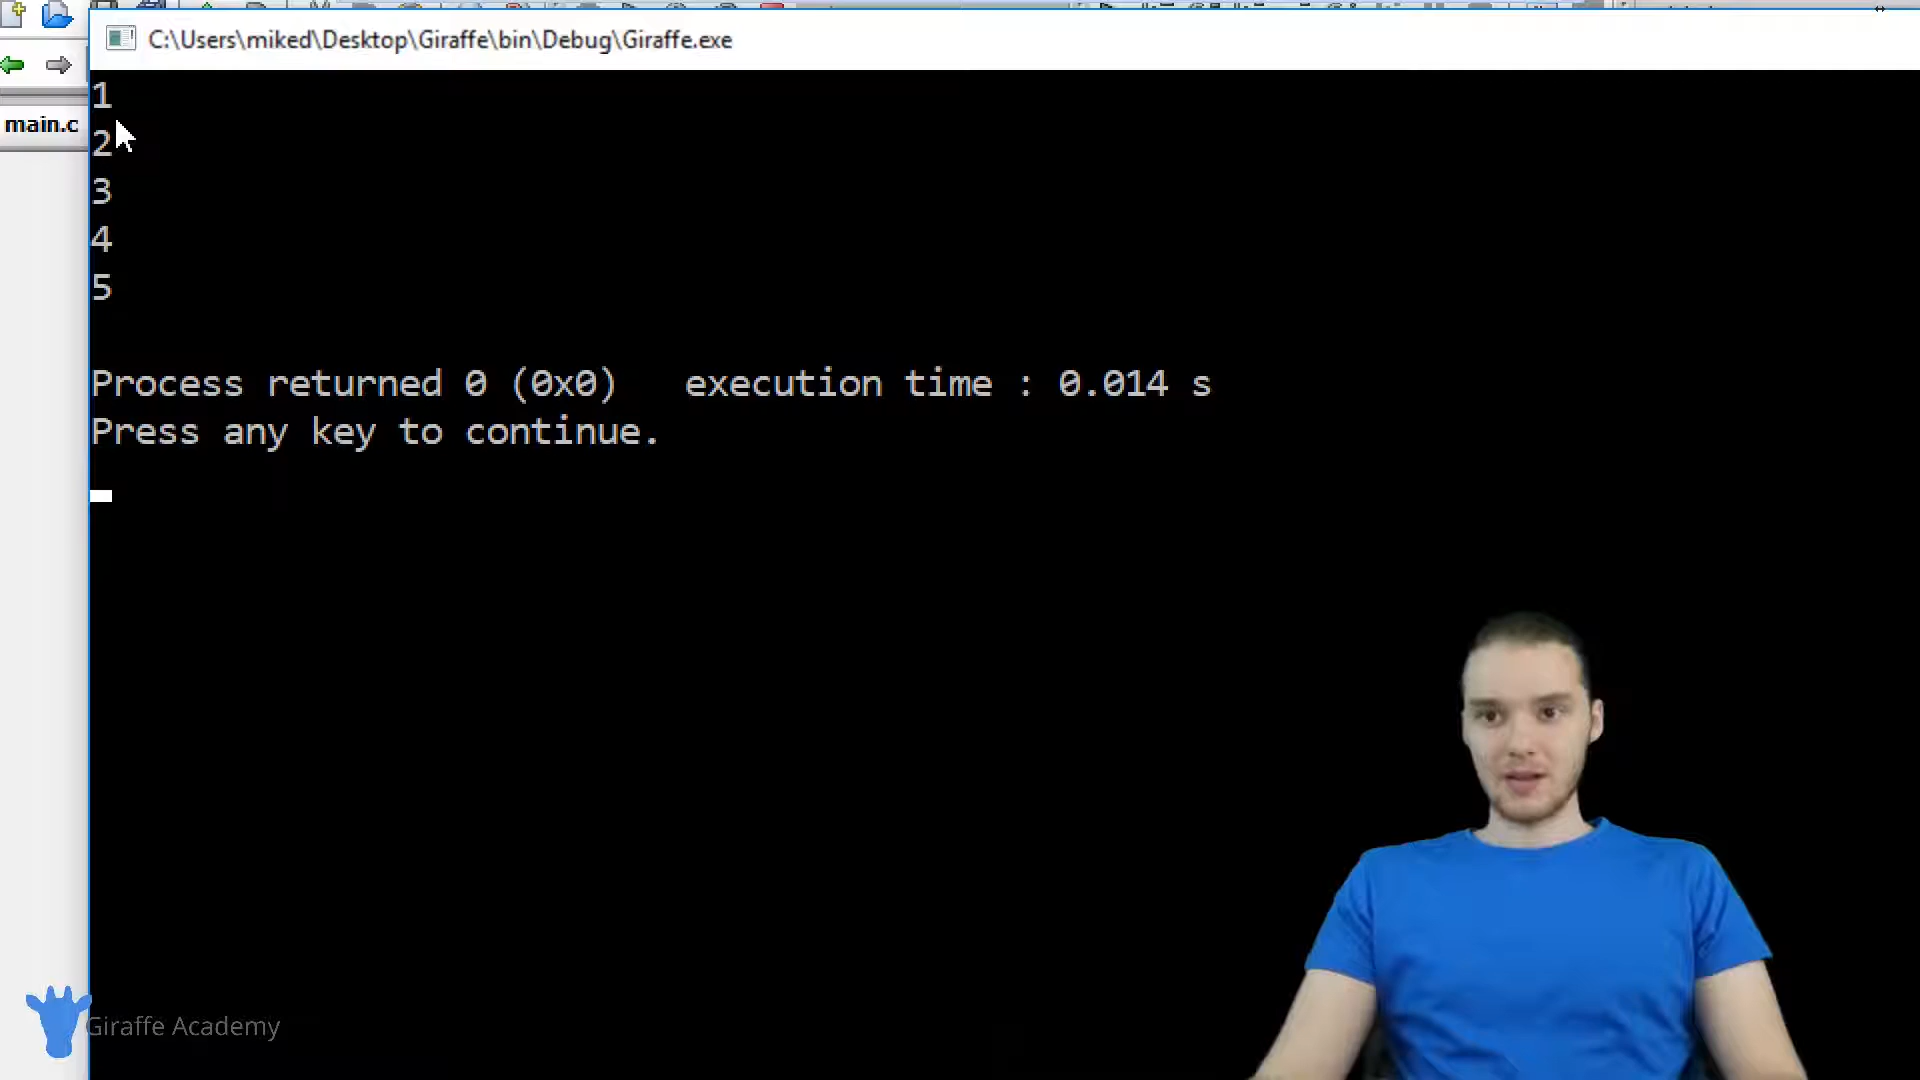 C:\Users\miked\Desktop\Giraffe\bin\Debug\Giraffe.exe
main.c
1
2
3
4
5
Process returned 0 (0x0)   execution time : 0.014 s
Press any key to continue.
Giraffe Academy